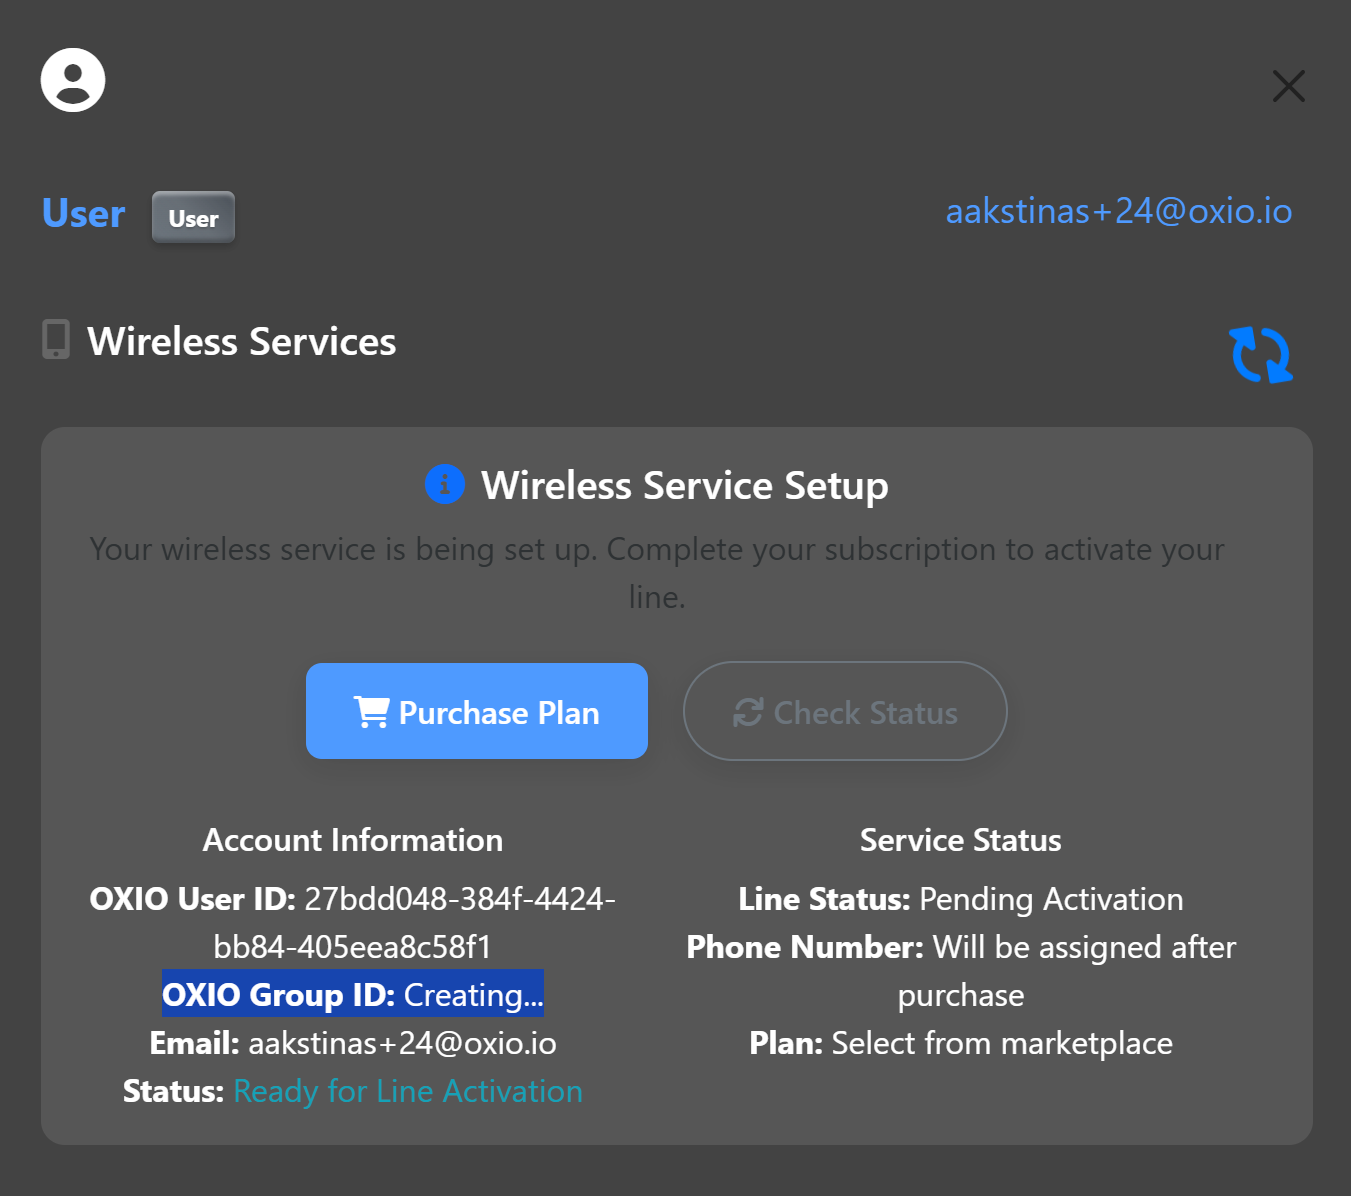 User
User
aakstinas+24@oxio.io
Wireless Services
Wireless Service Setup
Your wireless service is being set up. Complete your subscription to activate your
line.
Purchase Plan
Check Status
Account Information
OXIO User ID: 27bdd048-384f-4424-
bb84-405eea8c58f1
OXIO Group ID: Creating...
Email: aakstinas+24@oxio.io
Status: Ready for Line Activation
Service Status
Line Status: Pending Activation
Phone Number: Will be assigned after
purchase
Plan: Select from marketplace